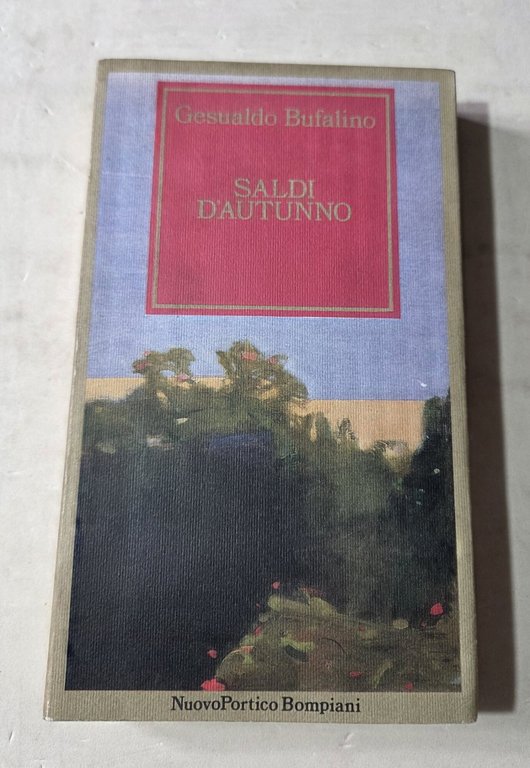 Gesualdo Bufalino
SALDI
D'AUTUNNO
NuovoPortico Bompiani